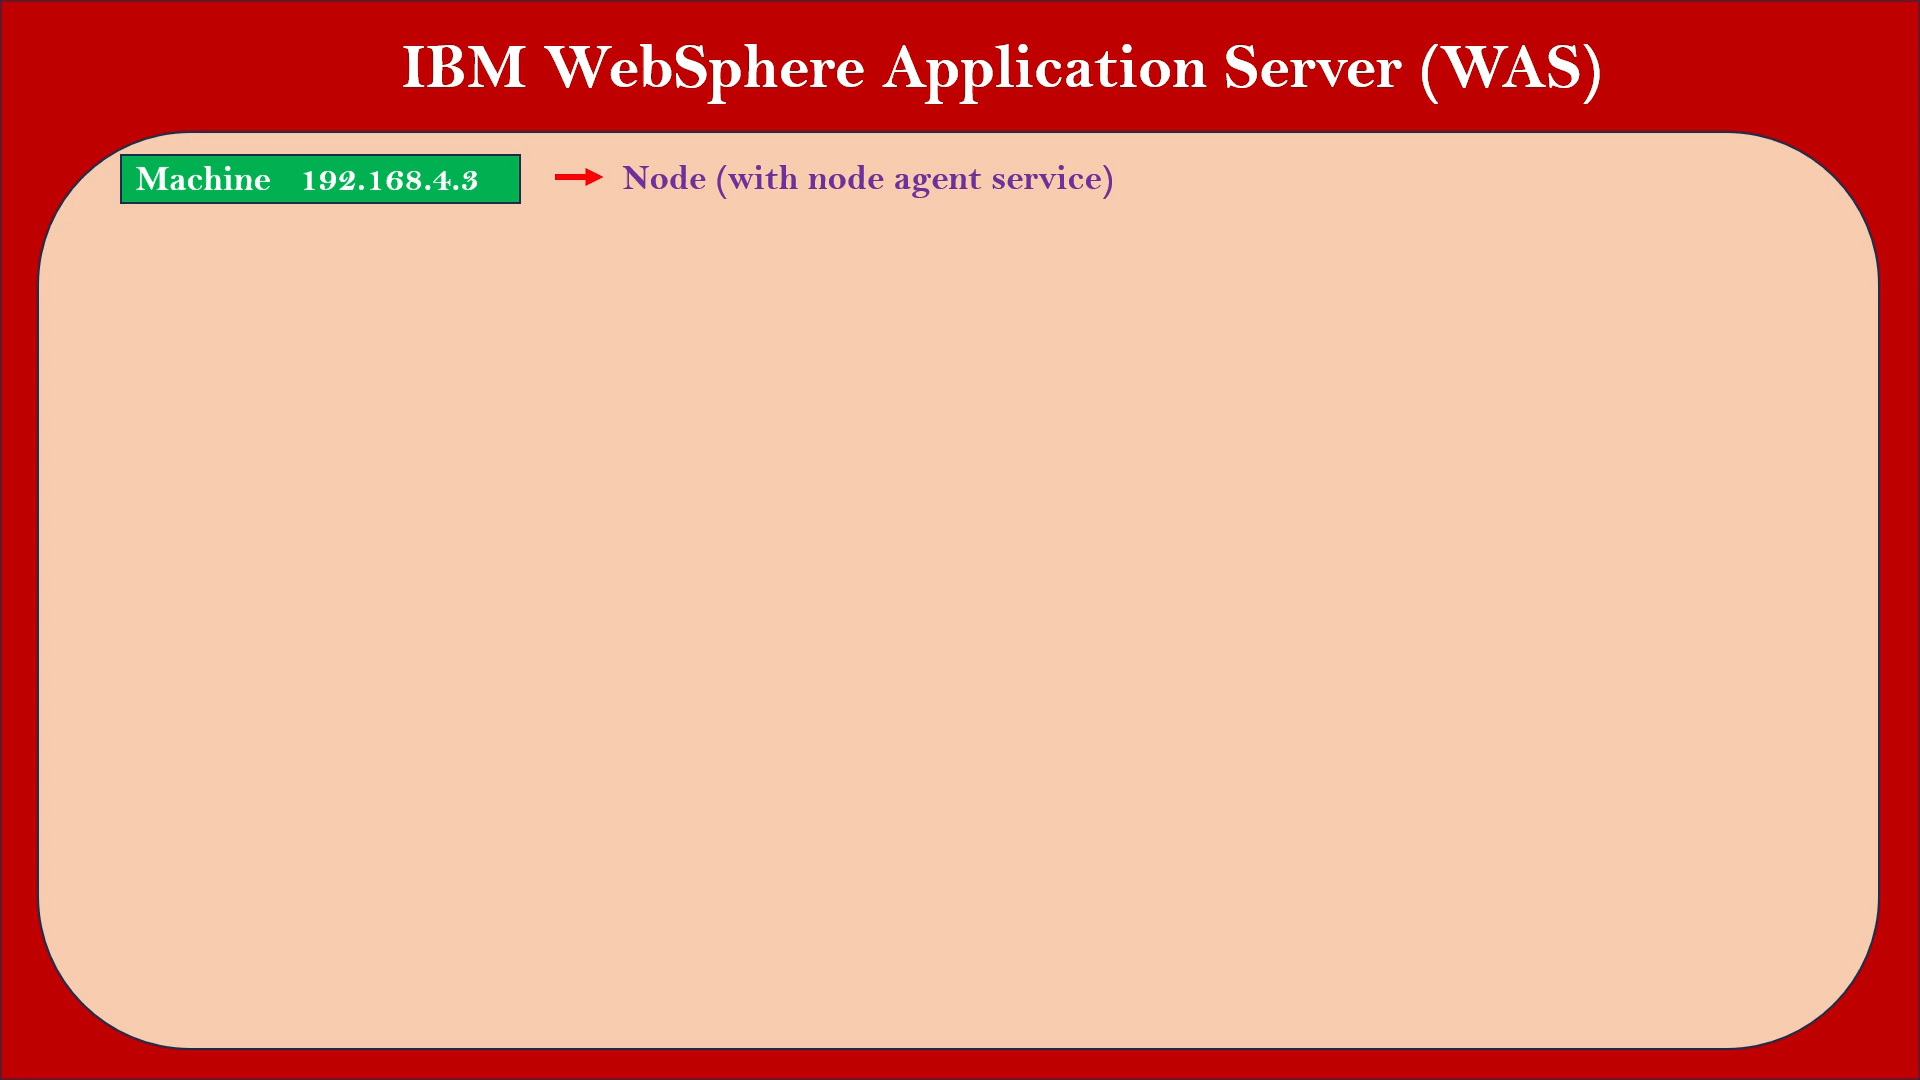 IBM WebSphere Application Server (WAS)
Machine 192.168.4.3
Node (with node agent service)